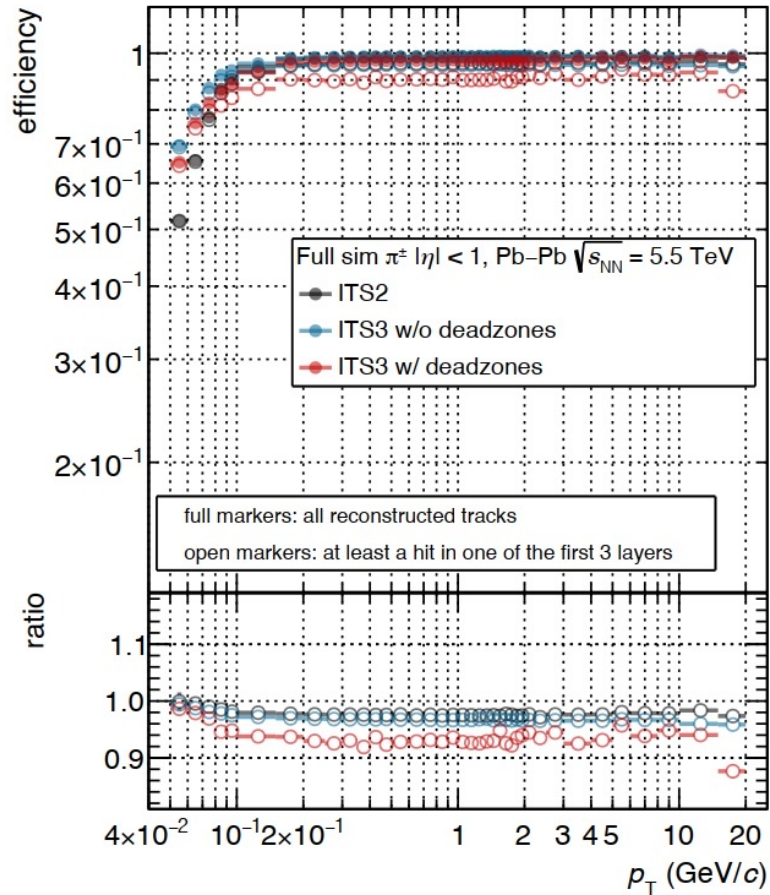 efficiency
1
7×10⁻¹
6×10⁻¹
5×10⁻¹
4×10⁻¹
3×10⁻¹
2×10⁻¹
Full sim π± |η| < 1, Pb–Pb √s_NN = 5.5 TeV
ITS2
ITS3 w/o deadzones
ITS3 w/ deadzones
full markers: all reconstructed tracks
open markers: at least a hit in one of the first 3 layers
ratio
1.1
1.0
0.9
4×10⁻² 10⁻¹ 2×10⁻¹ 1 2 3 4 5 10 20
p_T (GeV/c)